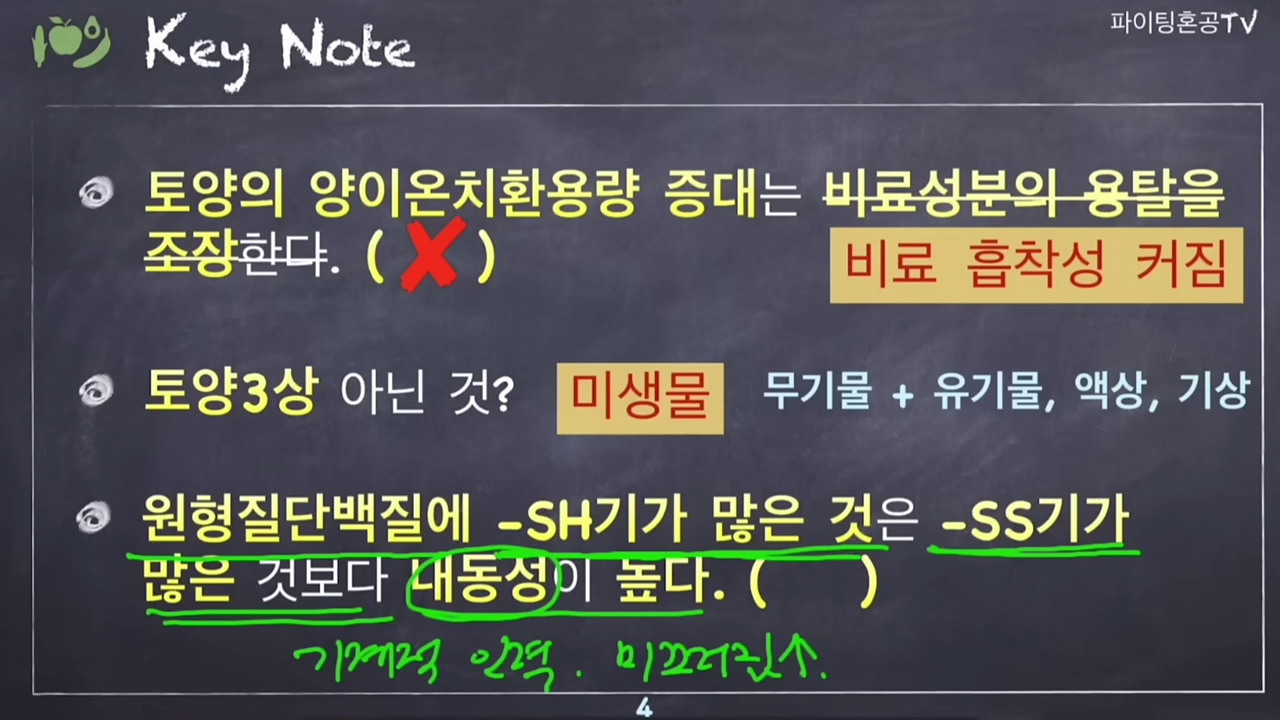 Key Note
파이팅혼공TV
토양의 양이온치환용량 증대는 비료성분의 용탈을
조장한다. ( X )
비료 흡착성 커짐
토양3상 아닌 것? 미생물 무기물 + 유기물, 액상, 기상
원형질단백질에 -SH기가 많은 것은 -SS기가
많은 것보다 내동성이 높다. ( )
기계적 인력. 미끄러짐↑.
4